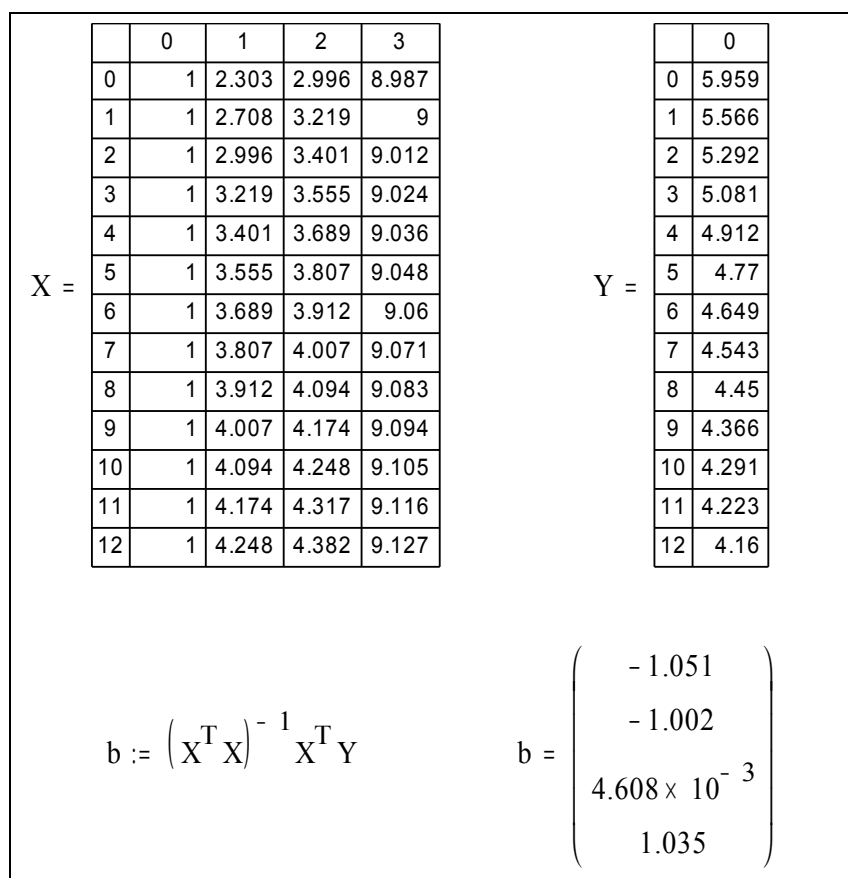 0 1 2 3
0 1 2.303 2.996 8.987
1 1 2.708 3.219 9
2 1 2.996 3.401 9.012
3 1 3.219 3.555 9.024
4 1 3.401 3.689 9.036
5 1 3.555 3.807 9.048
6 1 3.689 3.912 9.06
7 1 3.807 4.007 9.071
8 1 3.912 4.094 9.083
9 1 4.007 4.174 9.094
10 1 4.094 4.248 9.105
11 1 4.174 4.317 9.116
12 1 4.248 4.382 9.127
X =
0
0 5.959
1 5.566
2 5.292
3 5.081
4 4.912
5 4.77
6 4.649
7 4.543
8 4.45
9 4.366
10 4.291
11 4.223
12 4.16
Y =
b := (X^T X)^-1 X^T Y
b =
-1.051
-1.002
4.608 × 10^-3
1.035